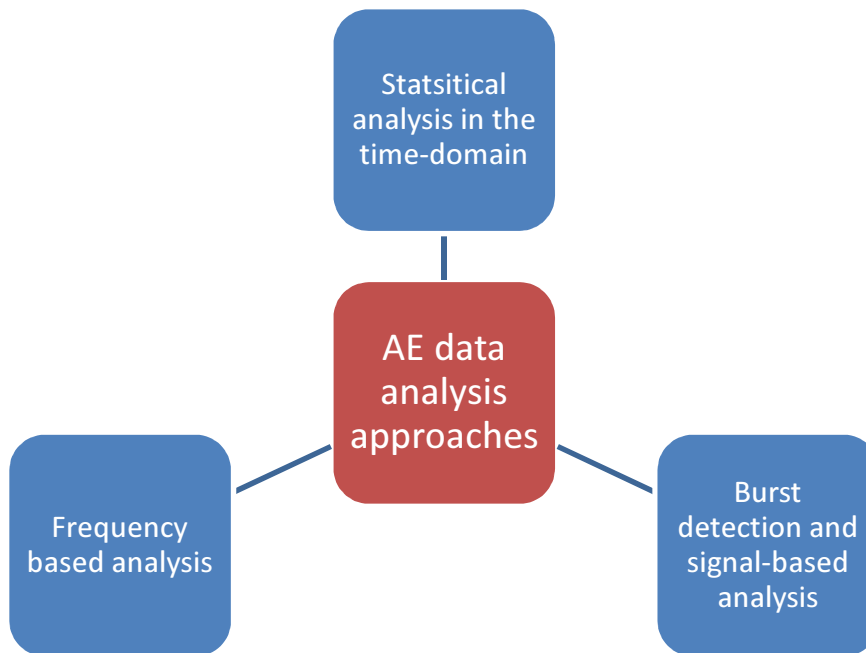 Statsitical
analysis in the
time-domain
AE data
analysis
approaches
Frequency
based analysis
Burst
detection and
signal-based
analysis